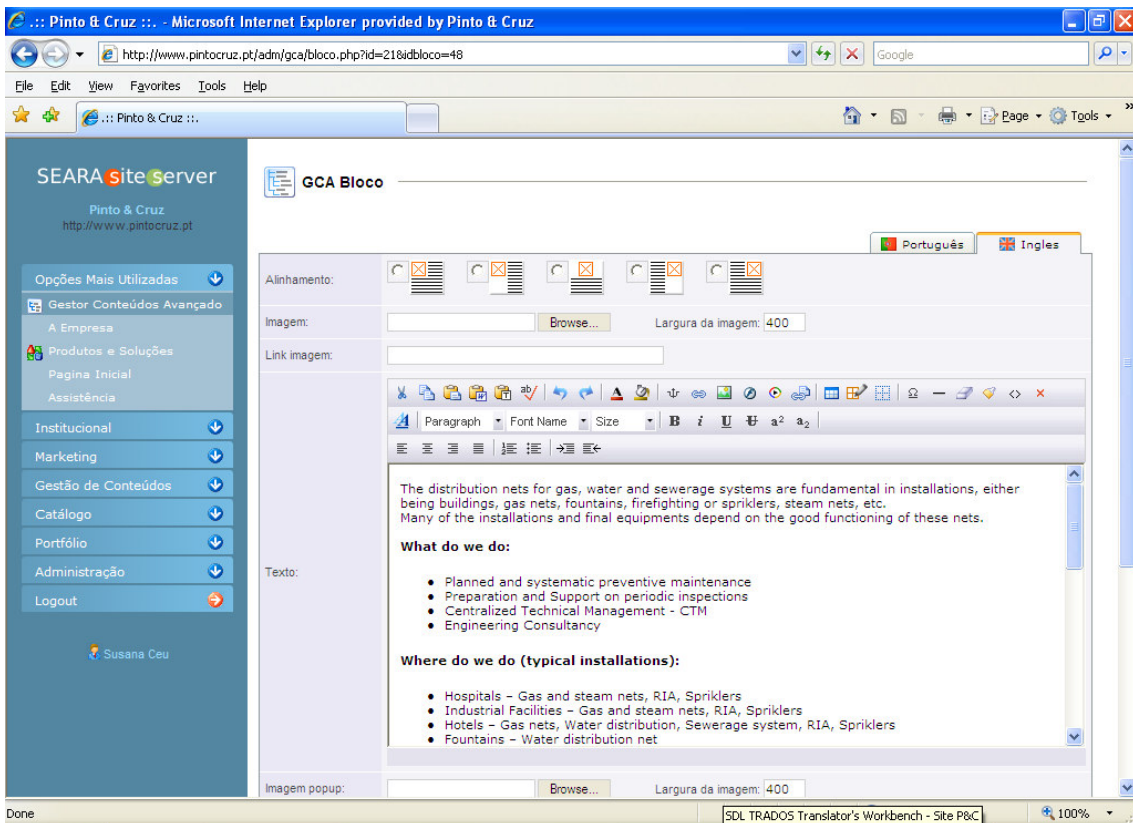 .:: Pinto & Cruz ::. - Microsoft Internet Explorer provided by Pinto & Cruz
http://www.pintocruz.pt/adm/gca/bloco.php?id=21&idbloco=48
Google
File Edit View Favorites Tools Help
.:: Pinto & Cruz ::.
Page Tools »
SEARA site server
Pinto & Cruz
http://www.pintocruz.pt
Opções Mais Utilizadas
Gestor Conteúdos Avançado
A Empresa
Produtos e Soluções
Pagina Inicial
Assistência
Institucional
Marketing
Gestão de Conteúdos
Catálogo
Portfólio
Administração
Logout
Susana Ceu
GCA Bloco
Português Ingles
Alinhamento:
Imagem: Browse... Largura da imagem: 400
Link imagem:
Texto:
Paragraph Font Name Size B i U U a² a₂
The distribution nets for gas, water and sewerage systems are fundamental in installations, either
being buildings, gas nets, fountains, firefighting or spriklers, steam nets, etc.
Many of the installations and final equipments depend on the good functioning of these nets.
What do we do:
• Planned and systematic preventive maintenance
• Preparation and Support on periodic inspections
• Centralized Technical Management - CTM
• Engineering Consultancy
Where do we do (typical installations):
• Hospitals – Gas and steam nets, RIA, Spriklers
• Industrial Facilities – Gas and steam nets, RIA, Spriklers
• Hotels – Gas nets, Water distribution, Sewerage system, RIA, Spriklers
• Fountains – Water distribution net
Imagem popup: Browse... Largura da imagem: 400
Done
SDL TRADOS Translator's Workbench - Site P&C
100%